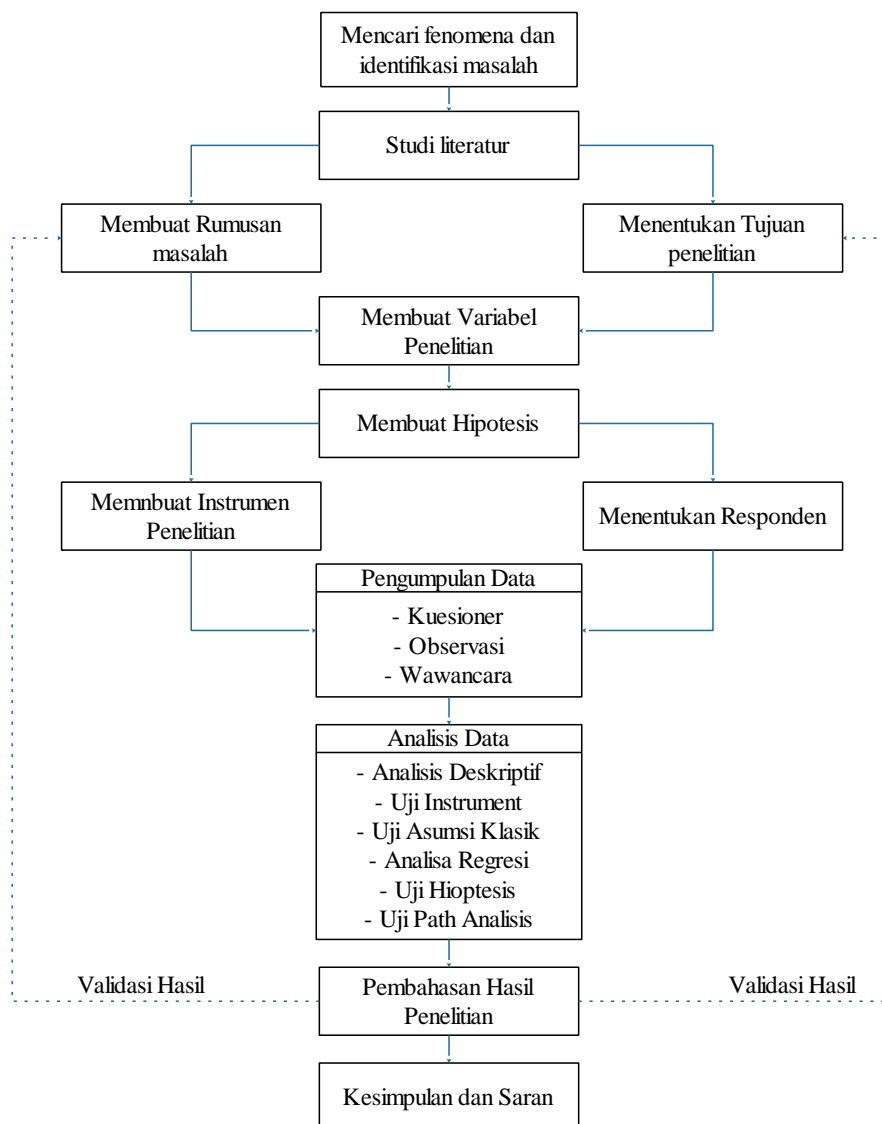 Mencari fenomena dan
identifikasi masalah
Studi literatur
Membuat Rumusan
masalah
Menentukan Tujuan
penelitian
Membuat Variabel
Penelitian
Membuat Hipotesis
Memnbuat Instrumen
Penelitian
Menentukan Responden
Pengumpulan Data
- Kuesioner
- Observasi
- Wawancara
Analisis Data
- Analisis Deskriptif
- Uji Instrument
- Uji Asumsi Klasik
- Analisa Regresi
- Uji Hioptesis
- Uji Path Analisis
Validasi Hasil
Pembahasan Hasil
Penelitian
Validasi Hasil
Kesimpulan dan Saran